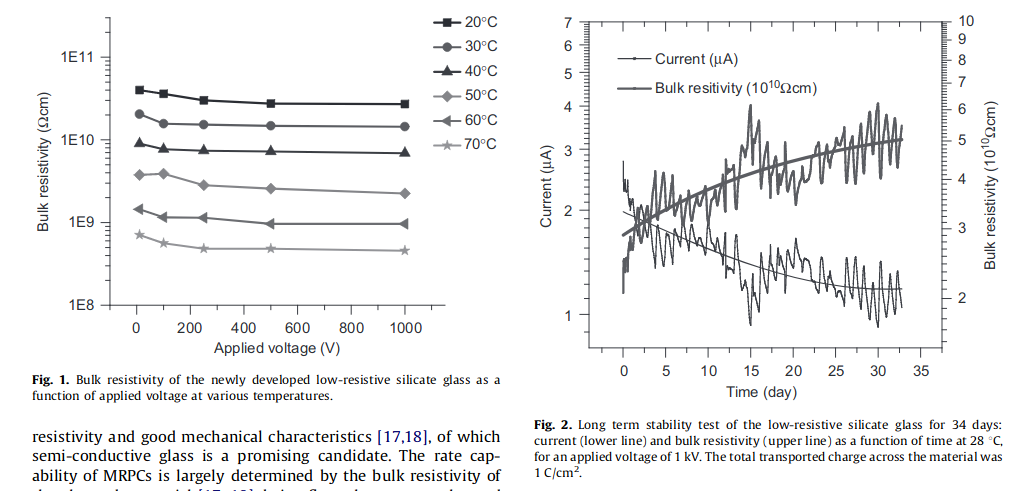 20°C
30°C
40°C
50°C
60°C
70°C
1E11
1E10
1E9
1E8
Bulk resistivity (Ωcm)
0 200 400 600 800 1000
Applied voltage (V)
Fig. 1. Bulk resistivity of the newly developed low-resistive silicate glass as a
function of applied voltage at various temperatures.
resistivity and good mechanical characteristics [17,18], of which
semi-conductive glass is a promising candidate. The rate cap-
ability of MRPCs is largely determined by the bulk resistivity of
7
6
5
4
3
2
1
Current (μA)
Current (μA)
Bulk resitivity (10¹⁰Ωcm)
10
9
8
7
6
5
4
3
2
Bulk resistivity (10¹⁰Ωcm)
0 5 10 15 20 25 30 35
Time (day)
Fig. 2. Long term stability test of the low-resistive silicate glass for 34 days:
current (lower line) and bulk resistivity (upper line) as a function of time at 28 °C,
for an applied voltage of 1 kV. The total transported charge across the material was
1 C/cm².